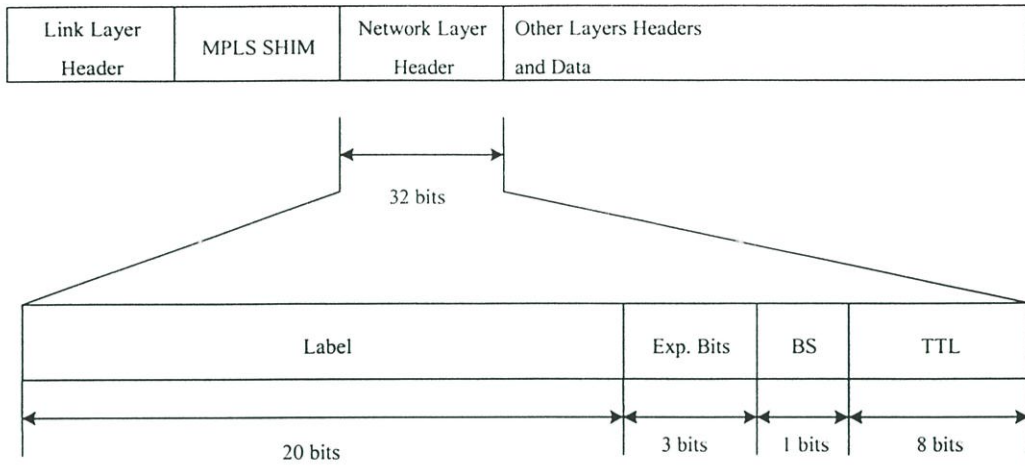 Link Layer
Header
MPLS SHIM
Network Layer
Header
Other Layers Headers
and Data
32 bits
Label
Exp. Bits
BS
TTL
20 bits
3 bits
1 bits
8 bits